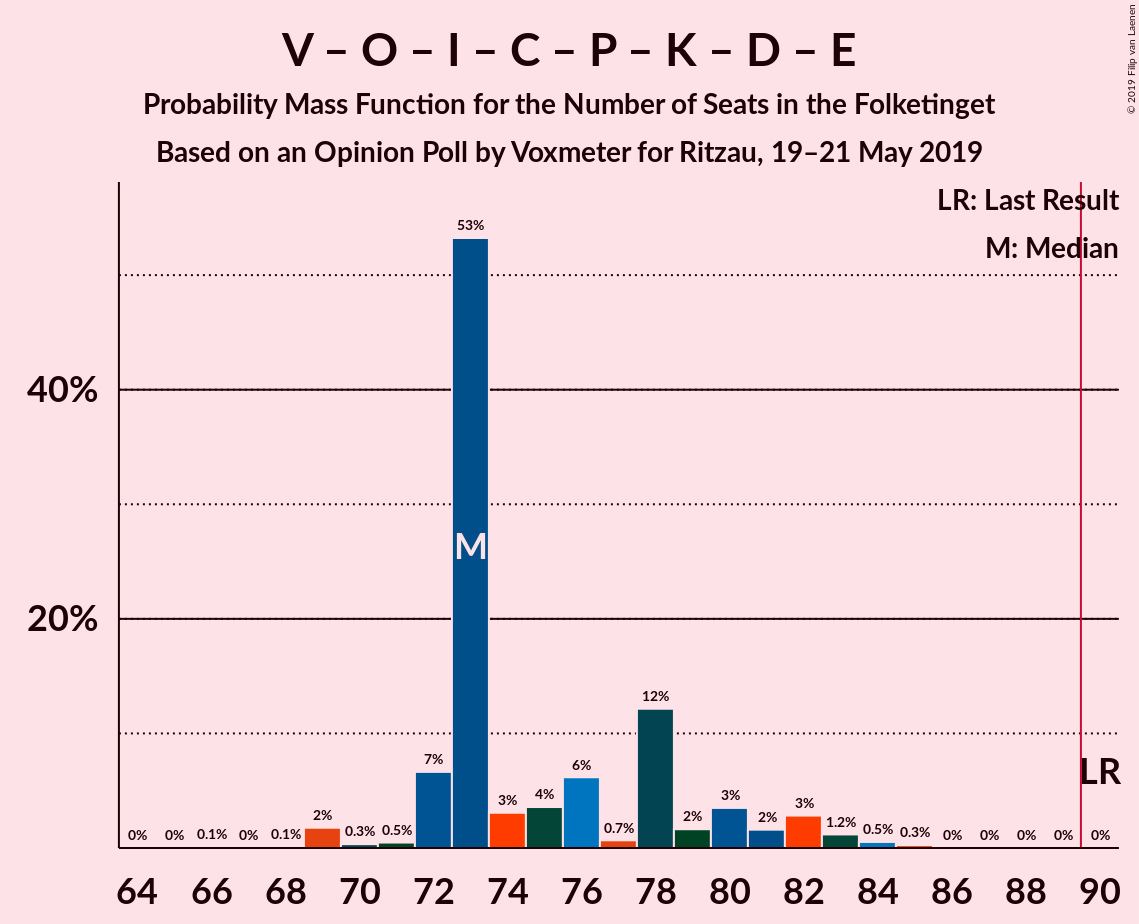 V – O – I – C – P – K – D – E
Probability Mass Function for the Number of Seats in the Folketinget
Based on an Opinion Poll by Voxmeter for Ritzau, 19–21 May 2019
© 2019 Filip van Laenen
LR: Last Result
M: Median
40%
20%
0% 0% 0.1% 0% 0.1% 2% 0.3% 0.5% 7% 53% 3% 4% 6% 0.7% 12% 2% 3% 2% 3% 1.2% 0.5% 0.3% 0% 0% 0% 0% 0%
M
LR
64 66 68 70 72 74 76 78 80 82 84 86 88 90